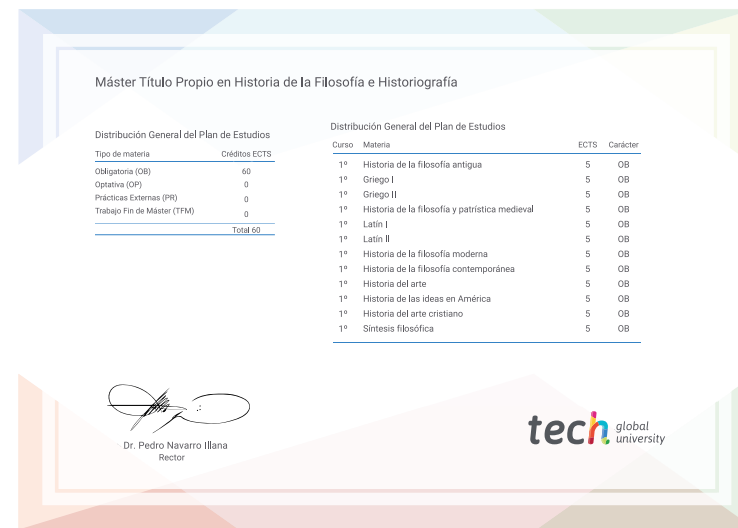 Máster Título Propio en Historia de la Filosofía e Historiografía
Distribución General del Plan de Estudios
Tipo de materia Créditos ECTS
Obligatoria (OB) 60
Optativa (OP) 0
Prácticas Externas (PR) 0
Trabajo Fin de Máster (TFM) 0
Total 60
Distribución General del Plan de Estudios
Curso Materia ECTS Carácter
1º Historia de la filosofía antigua 5 OB
1º Griego I 5 OB
1º Griego II 5 OB
1º Historia de la filosofía y patrística medieval 5 OB
1º Latín I 5 OB
1º Latín II 5 OB
1º Historia de la filosofía moderna 5 OB
1º Historia de la filosofía contemporánea 5 OB
1º Historia del arte 5 OB
1º Historia de las ideas en América 5 OB
1º Historia del arte cristiano 5 OB
1º Síntesis filosófica 5 OB
Dr. Pedro Navarro Illana
Rector
tech global
university